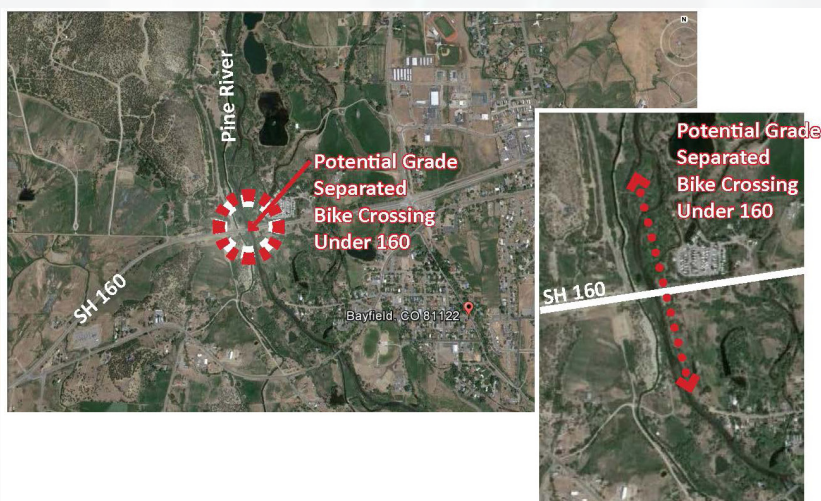 N
Pine River
Potential Grade
Separated
Bike Crossing
Under 160
SH 160
Bayfield, CO 81122
Potential Grade
Separated
Bike Crossing
Under 160
SH 160